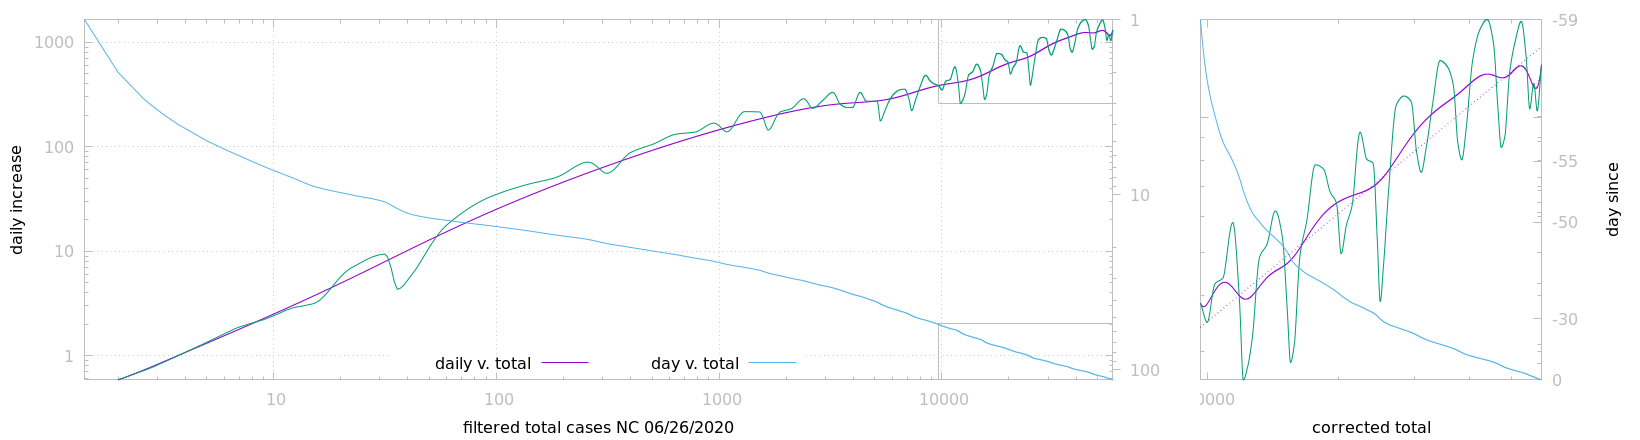 1000
100
10
1
daily increase
10
100
1000
10000
filtered total cases NC 06/26/2020
daily v. total
day v. total
1
10
100
0000
corrected total
-59
-55
-50
-30
0
day since